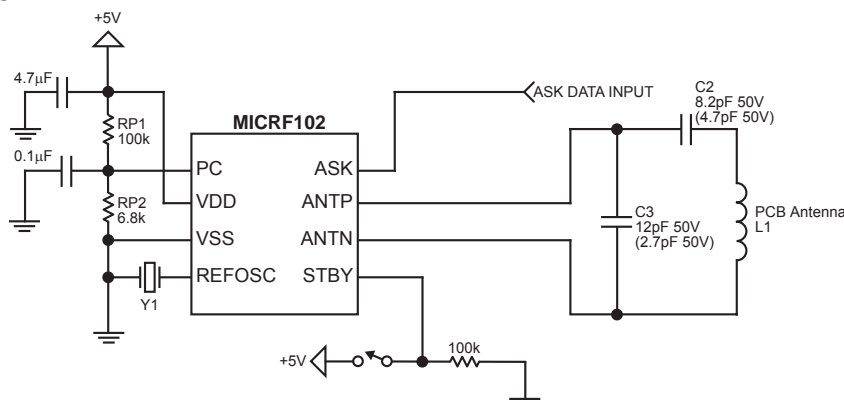 +5V
4.7µF
RP1
100k
0.1µF
RP2
6.8k
Y1
MICRF102
PC
VDD
VSS
REFOSC
ASK
ANTP
ANTN
STBY
ASK DATA INPUT
C2
8.2pF 50V
(4.7pF 50V)
C3
12pF 50V
(2.7pF 50V)
PCB Antenna
L1
+5V
100k